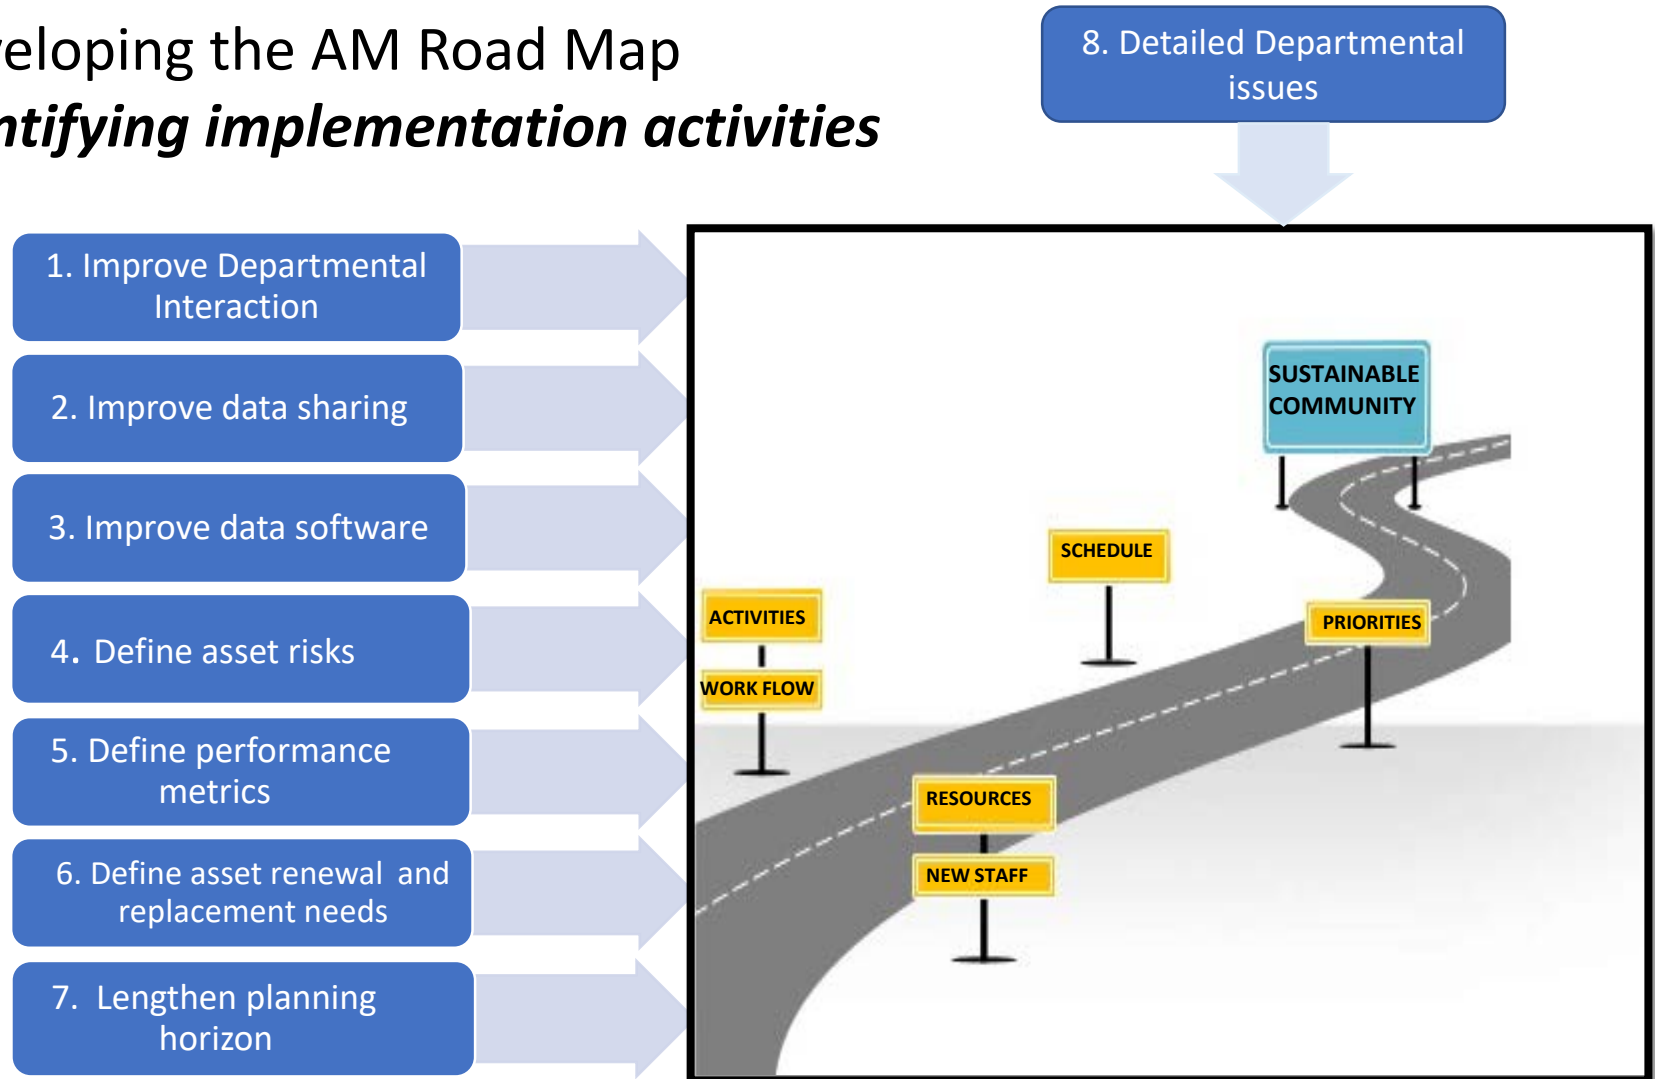 veloping the AM Road Map
ntifying implementation activities
8. Detailed Departmental
issues
1. Improve Departmental
Interaction
2. Improve data sharing
3. Improve data software
4. Define asset risks
5. Define performance
metrics
6. Define asset renewal and
replacement needs
7. Lengthen planning
horizon
SUSTAINABLE
COMMUNITY
SCHEDULE
ACTIVITIES
PRIORITIES
WORK FLOW
RESOURCES
NEW STAFF